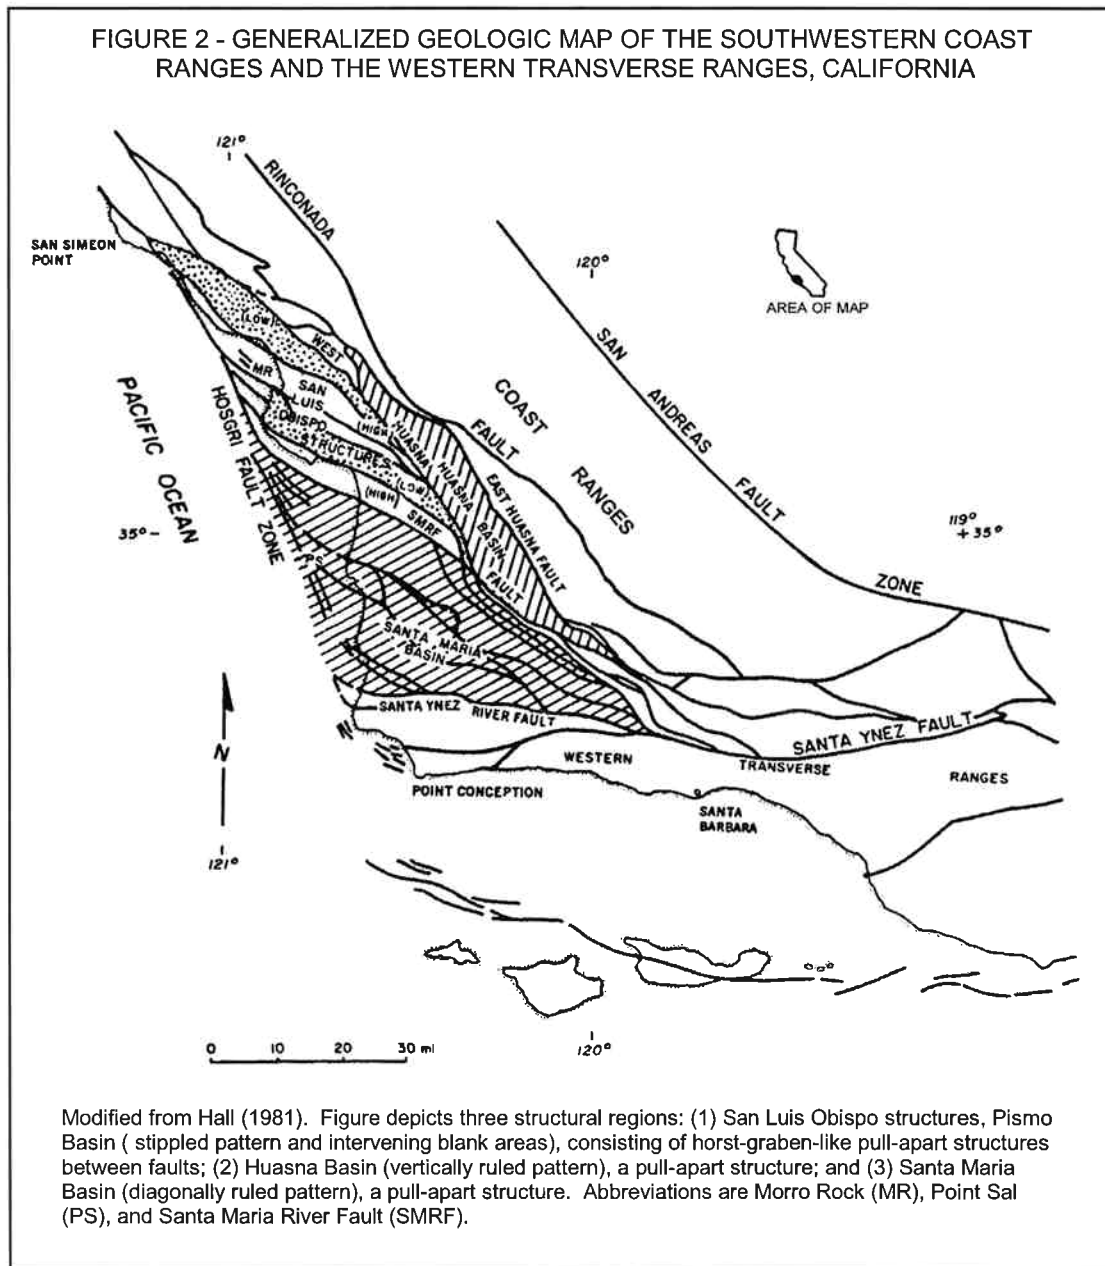 FIGURE 2 - GENERALIZED GEOLOGIC MAP OF THE SOUTHWESTERN COAST
RANGES AND THE WESTERN TRANSVERSE RANGES, CALIFORNIA
121°
RINCONADA
SAN SIMEON
POINT
120°
AREA OF MAP
(LOW)
WEST
SAN
MR
SAN
LUIS
OBISPO
STRUCTURES
(HIGH)
(LOW)
(HIGH)
SMRF
HUASNA
HUASNA
BASIN
EAST HUASNA FAULT
FAULT
COAST
FAULT
RANGES
ANDREAS
FAULT
ZONE
PACIFIC OCEAN
HOSGRI FAULT ZONE
35°
119°
+ 35°
SANTA MARIA
BASIN
SANTA YNEZ RIVER FAULT
SANTA YNEZ FAULT
N
WESTERN
TRANSVERSE
RANGES
POINT CONCEPTION
SANTA
BARBARA
121°
0 10 20 30 mi
120°
Modified from Hall (1981). Figure depicts three structural regions: (1) San Luis Obispo structures, Pismo
Basin ( stippled pattern and intervening blank areas), consisting of horst-graben-like pull-apart structures
between faults; (2) Huasna Basin (vertically ruled pattern), a pull-apart structure; and (3) Santa Maria
Basin (diagonally ruled pattern), a pull-apart structure. Abbreviations are Morro Rock (MR), Point Sal
(PS), and Santa Maria River Fault (SMRF).